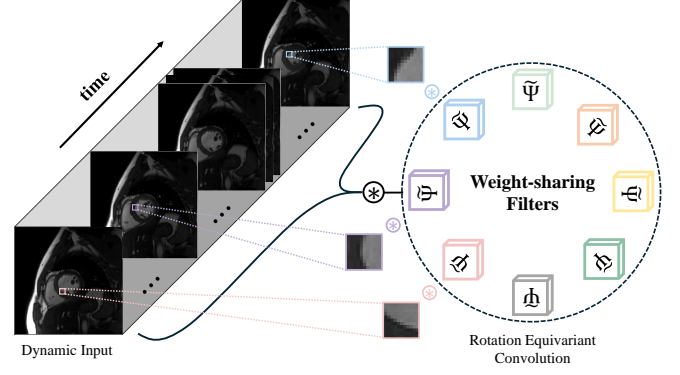 time
Dynamic Input
Ψ̃
Ψ̃
Ψ̃
Ψ̃
Weight-sharing
Filters
Ψ̃
Ψ̃
Ψ̃
Ψ̃
Rotation Equivariant
Convolution